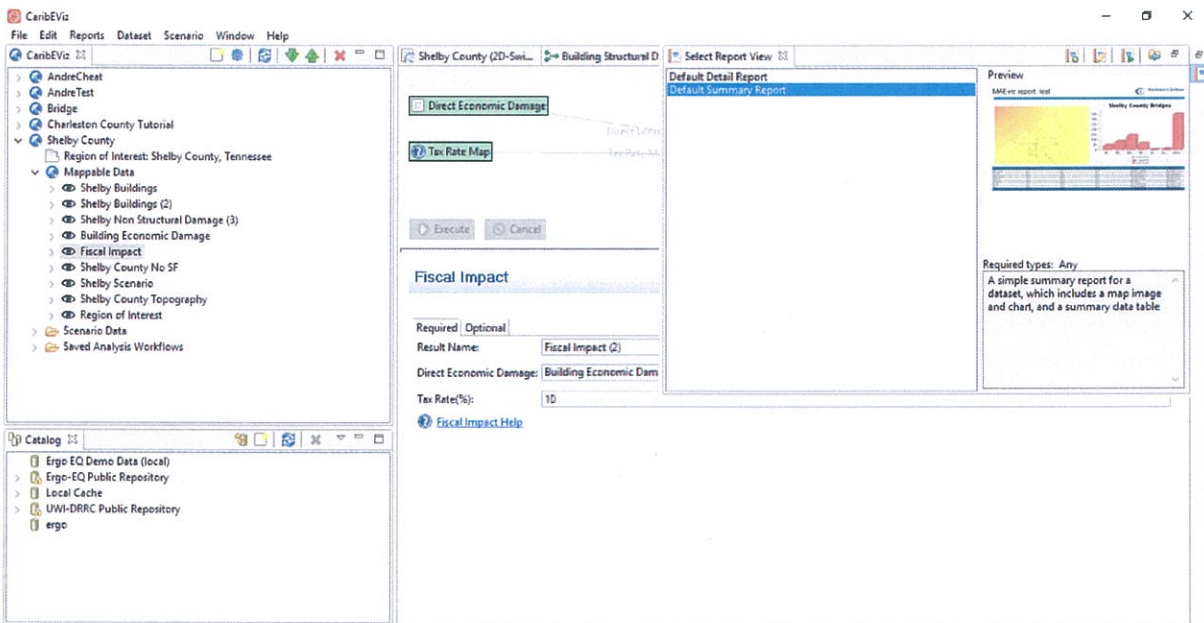 CaribEViz
File Edit Reports Dataset Scenario Window Help
CaribEViz
AndreCheat
AndreTest
Bridge
Charleston County Tutorial
Shelby County
Region of Interest: Shelby County, Tennessee
Mappable Data
Shelby Buildings
Shelby Buildings (2)
Shelby Non Structural Damage (3)
Building Economic Damage
Fiscal Impact
Shelby County No SF
Shelby Scenario
Shelby County Topography
Region of Interest
Scenario Data
Saved Analysis Workflows
Catalog
Ergo EQ Demo Data (local)
Ergo-EQ Public Repository
Local Cache
UWI-DRRC Public Repository
ergo
Shelby County (2D-Swi... Building Structural D
Direct Economic Damage
Tax Rate Map
Execute Cancel
Fiscal Impact
Required Optional
Result Name: Fiscal Impact (2)
Direct Economic Damage: Building Economic Dam
Tax Rate(%): 10
Fiscal Impact Help
Select Report View
Default Detail Report
Default Summary Report
Preview
MAEviz report test
Shelby County Bridges
Required types: Any
A simple summary report for a
dataset, which includes a map image
and chart, and a summary data table